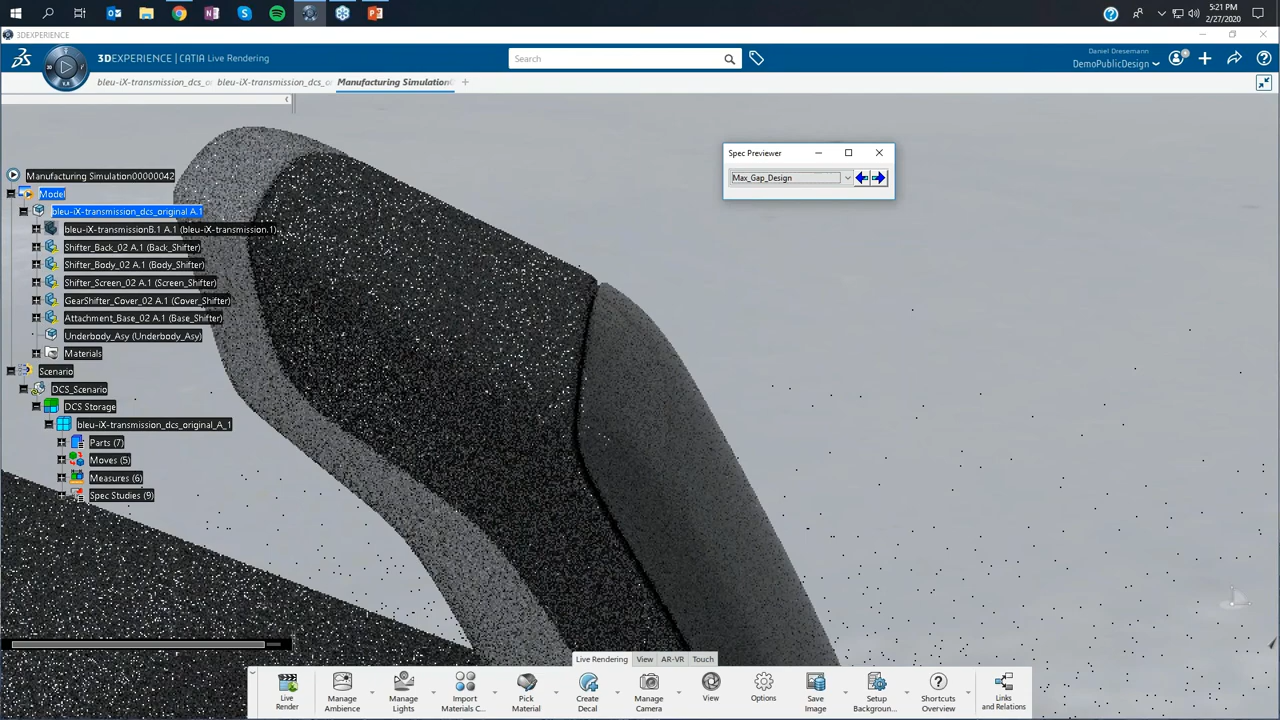 5:21 PM
2/27/2020
3DEXPERIENCE
3DEXPERIENCE | CATIA Live Rendering
Search
Daniel Dresemann
DemoPublicDesign
bleu-iX-transmission_dcs_o
bleu-iX-transmission_dcs_o
Manufacturing Simulation
Spec Previewer
Max_Gap_Design
Manufacturing Simulation00000042
Model
bleu-iX-transmission_dcs_original A.1
bleu-iX-transmissionB.1 A.1 (bleu-iX-transmission.1)
Shifter_Back_02 A.1 (Back_Shifter)
Shifter_Body_02 A.1 (Body_Shifter)
Shifter_Screen_02 A.1 (Screen_Shifter)
GearShifter_Cover_02 A.1 (Cover_Shifter)
Attachment_Base_02 A.1 (Base_Shifter)
Underbody_Asy (Underbody_Asy)
Materials
Scenario
DCS_Scenario
DCS Storage
bleu-iX-transmission_dcs_original_A_1
Parts (7)
Moves (5)
Measures (6)
Spec Studies (9)
Live Rendering View AR-VR Touch
Live Render
Manage Ambience
Manage Lights
Import Materials C...
Pick Material
Create Decal
Manage Camera
View
Options
Save Image
Setup Backgroun...
Shortcuts Overview
Links and Relations